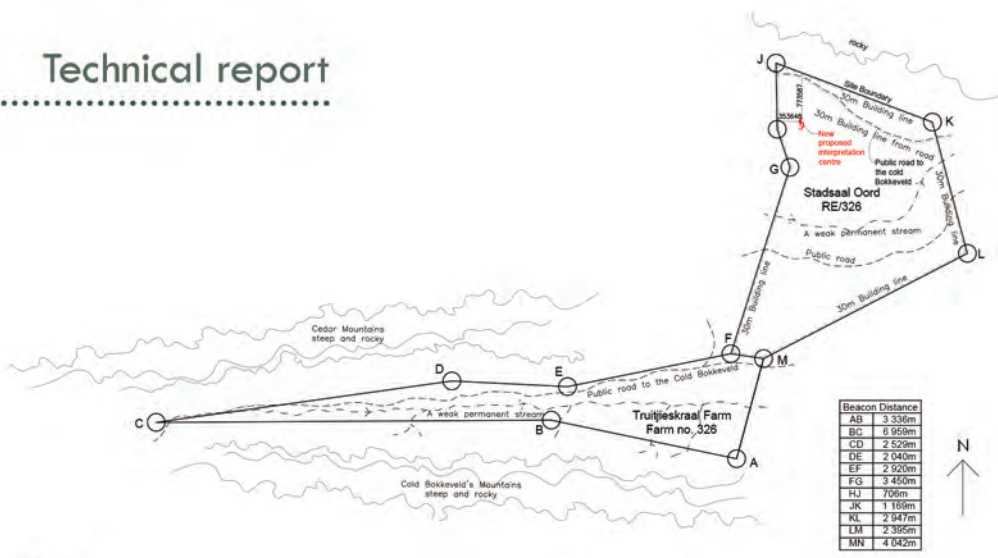 Technical report
rocky
J
Site Boundary
30m Building line
773587
353648
30m Building line from road
K
New
proposed
interpretation
centre
Public road to
the cold
Bokkeveld
G
30m Building line
Stadsaal Oord
RE/326
A weak permanent stream
Public road
L
30m Building line
30m Building line
Cedar Mountains
steep and rocky
F
M
D
E
Public road to the Cold Bokkeveld
C
A weak permanent stream
B
Truitjieskraal Farm
Farm no. 326
A
Cold Bokkeveld's Mountains
steep and rocky
Beacon Distance
AB 3 336m
BC 6 959m
CD 2 529m
DE 2 040m
EF 2 920m
FG 3 450m
HJ 706m
JK 1 169m
KL 2 947m
LM 2 395m
MN 4 042m
N